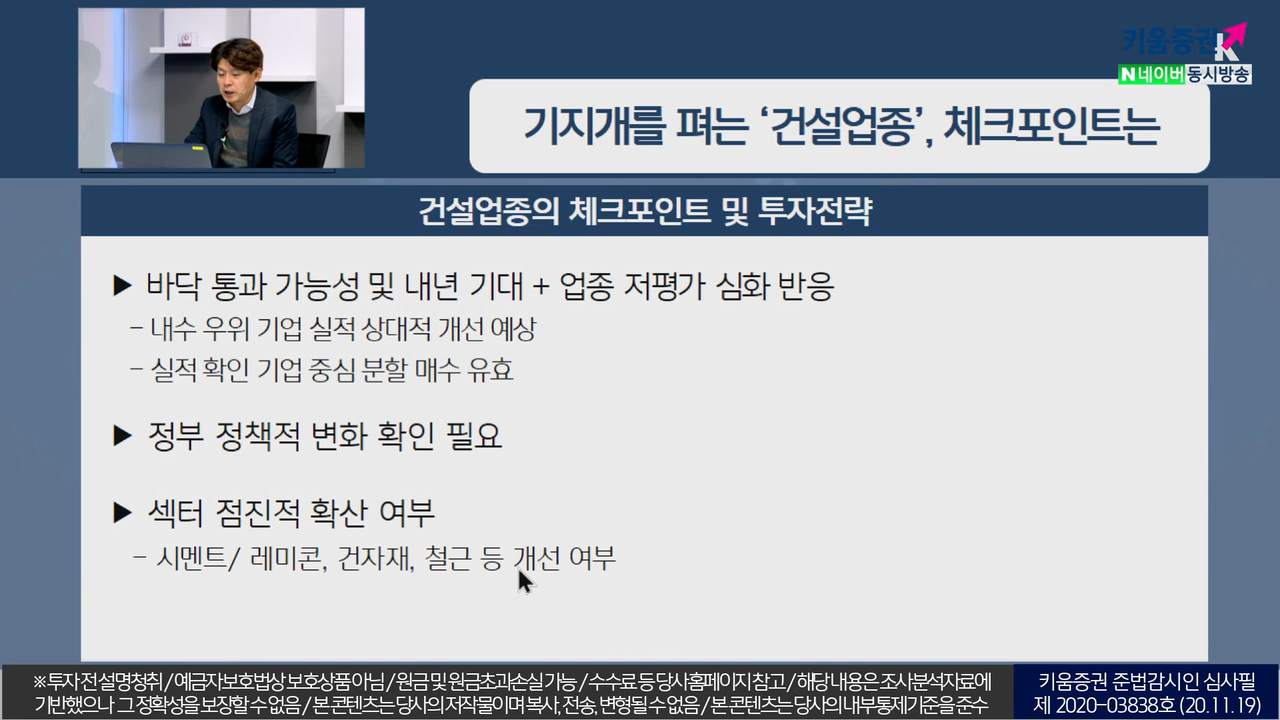 키움증권
N 네이버 동시방송
기지개를 펴는 ‘건설업종’, 체크포인트는
건설업종의 체크포인트 및 투자전략
▶ 바닥 통과 가능성 및 내년 기대 + 업종 저평가 심화 반응
- 내수 우위 기업 실적 상대적 개선 예상
- 실적 확인 기업 중심 분할 매수 유효
▶ 정부 정책적 변화 확인 필요
▶ 섹터 점진적 확산 여부
- 시멘트/ 레미콘, 건자재, 철근 등 개선 여부
※ 투자 전 설명청취 / 예금자보호법상 보호상품 아님 / 원금 및 원금초과손실 가능 / 수수료 등 당사홈페이지 참고 / 해당 내용은 조사분석자료에
기반했으나 그 정확성을 보장할 수 없음 / 본 콘텐츠는 당사의 저작물이며 복사, 전송, 변형될 수 없음 / 본 콘텐츠는 당사의 내부통제기준을 준수
키움증권 준법감시인 심사필
제 2020-03838호 (20.11.19)